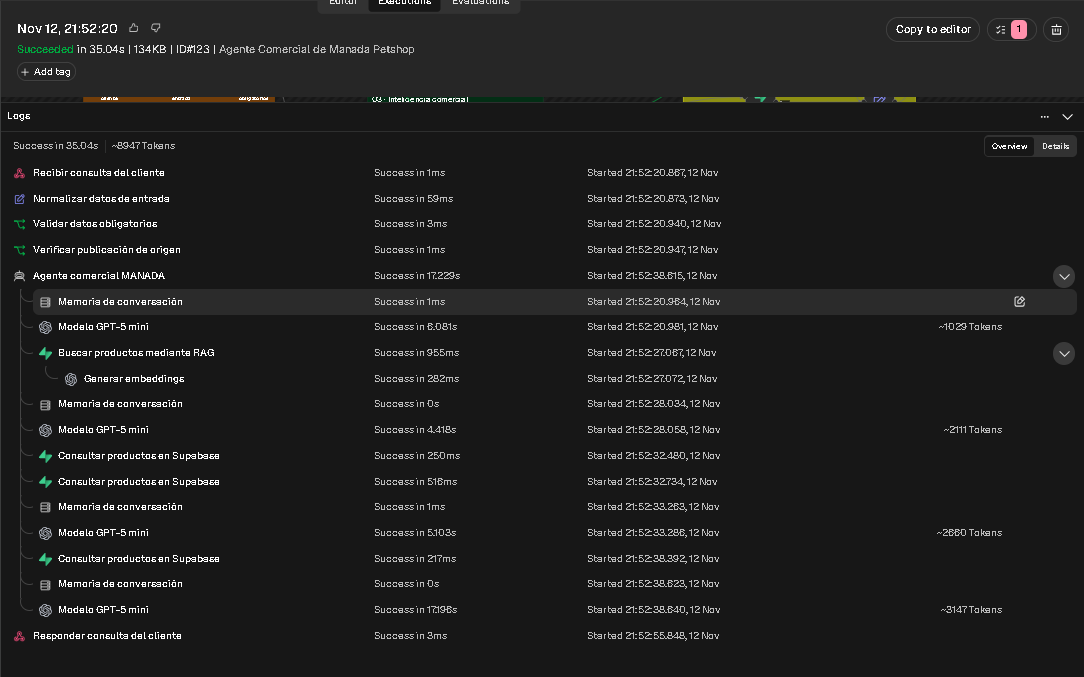 Editor Executions Evaluations
Nov 12, 21:52:20
Copy to editor 1
Succeeded in 35.04s | 134KB | ID#123 | Agente Comercial de Manada Petshop
+ Add tag
cliente entrada obligatorios 03 · Inteligencia comercial
Logs
Success in 35.04s ~8947 Tokens Overview Details
Recibir consulta del cliente Success in 1ms Started 21:52:20.867, 12 Nov
Normalizar datos de entrada Success in 59ms Started 21:52:20.873, 12 Nov
Validar datos obligatorios Success in 3ms Started 21:52:20.940, 12 Nov
Verificar publicación de origen Success in 1ms Started 21:52:20.947, 12 Nov
Agente comercial MANADA Success in 17.229s Started 21:52:38.615, 12 Nov
Memoria de conversación Success in 1ms Started 21:52:20.964, 12 Nov
Modelo GPT-5 mini Success in 6.081s Started 21:52:20.981, 12 Nov ~1029 Tokens
Buscar productos mediante RAG Success in 955ms Started 21:52:27.067, 12 Nov
Generar embeddings Success in 282ms Started 21:52:27.072, 12 Nov
Memoria de conversación Success in 0s Started 21:52:28.034, 12 Nov
Modelo GPT-5 mini Success in 4.418s Started 21:52:28.058, 12 Nov ~2111 Tokens
Consultar productos en Supabase Success in 250ms Started 21:52:32.480, 12 Nov
Consultar productos en Supabase Success in 516ms Started 21:52:32.734, 12 Nov
Memoria de conversación Success in 1ms Started 21:52:33.263, 12 Nov
Modelo GPT-5 mini Success in 5.103s Started 21:52:33.286, 12 Nov ~2660 Tokens
Consultar productos en Supabase Success in 217ms Started 21:52:38.392, 12 Nov
Memoria de conversación Success in 0s Started 21:52:38.623, 12 Nov
Modelo GPT-5 mini Success in 17.196s Started 21:52:38.640, 12 Nov ~3147 Tokens
Responder consulta del cliente Success in 3ms Started 21:52:55.848, 12 Nov